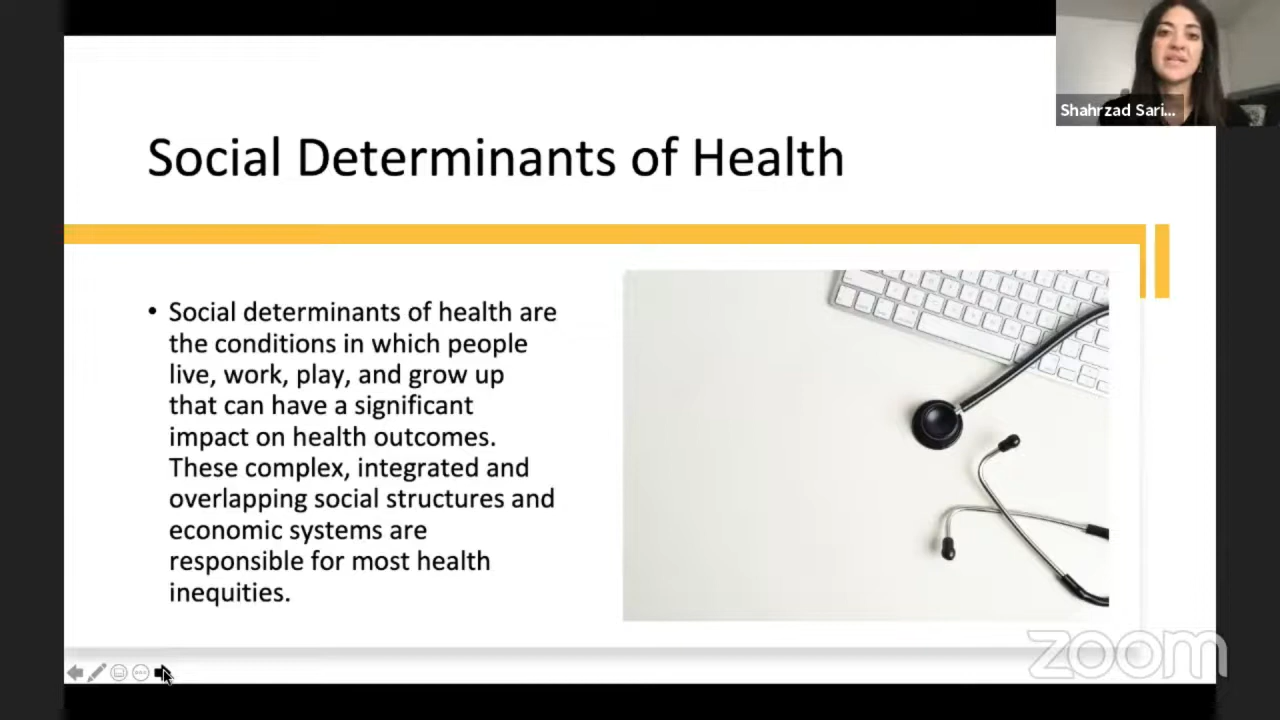 Shahrzad Sari...
Social Determinants of Health
• Social determinants of health are
the conditions in which people
live, work, play, and grow up
that can have a significant
impact on health outcomes.
These complex, integrated and
overlapping social structures and
economic systems are
responsible for most health
inequities.
zoom